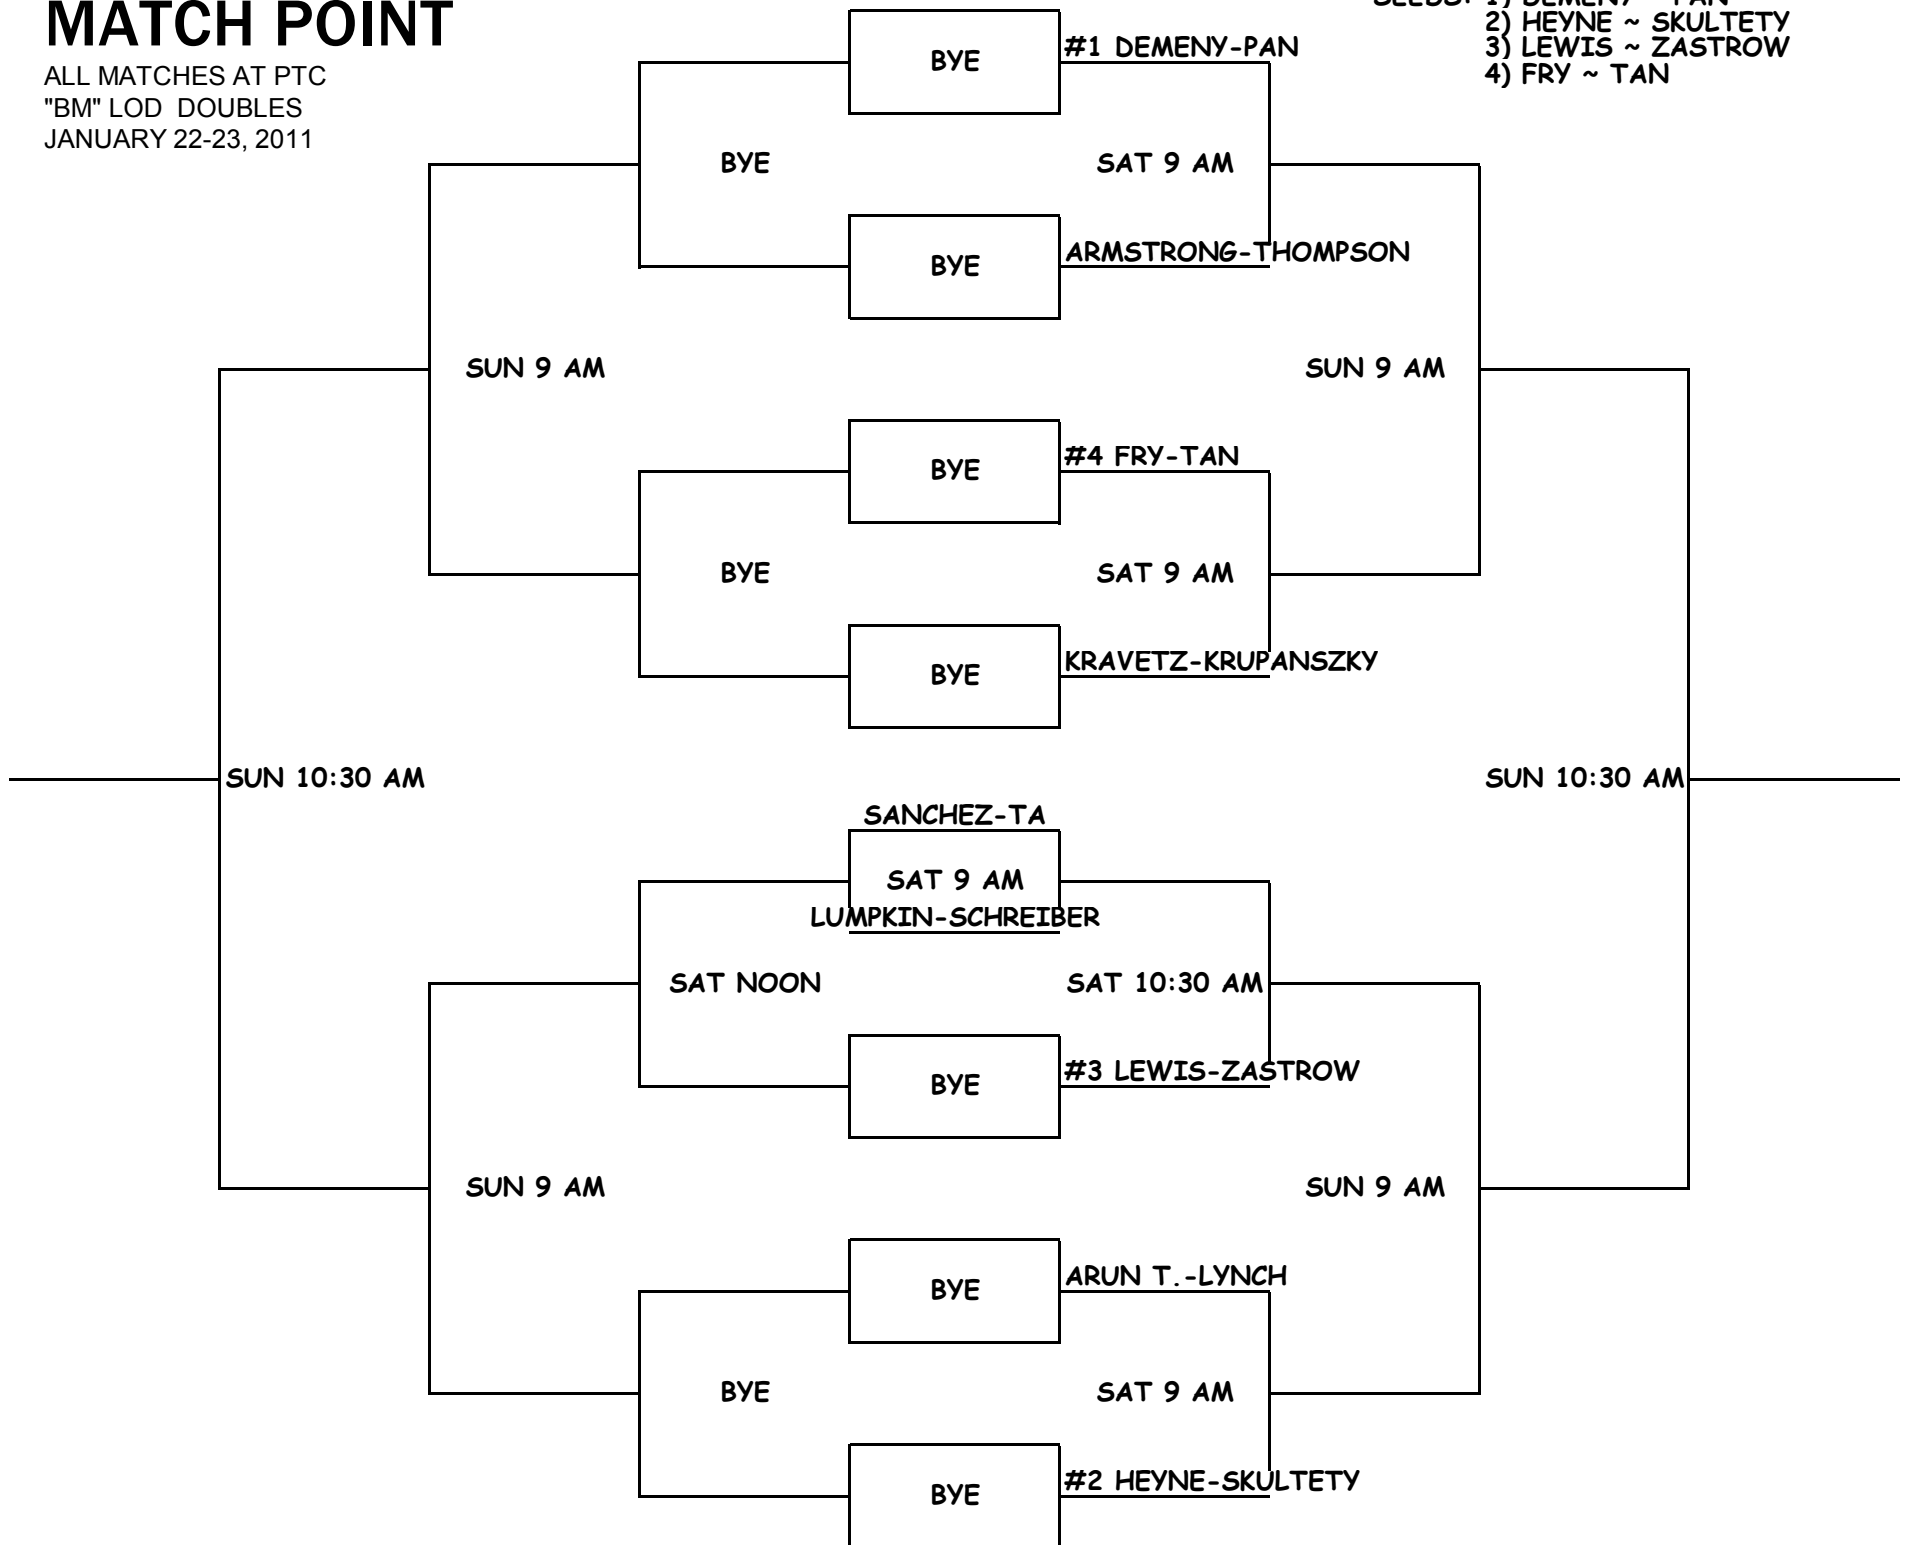 MATCH POINT
ALL MATCHES AT PTC
"BM" LOD DOUBLES
JANUARY 22-23, 2011
SEEDS: 1) DEMENY ~ PAN
2) HEYNE ~ SKULTETY
3) LEWIS ~ ZASTROW
4) FRY ~ TAN
BYE
#1 DEMENY-PAN
BYE
SAT 9 AM
BYE
ARMSTRONG-THOMPSON
SUN 9 AM
SUN 9 AM
BYE
#4 FRY-TAN
BYE
SAT 9 AM
BYE
KRAVETZ-KRUPANSZKY
SUN 10:30 AM
SUN 10:30 AM
SANCHEZ-TA
SAT 9 AM
LUMPKIN-SCHREIBER
SAT NOON
SAT 10:30 AM
BYE
#3 LEWIS-ZASTROW
SUN 9 AM
SUN 9 AM
BYE
ARUN T.-LYNCH
BYE
SAT 9 AM
BYE
#2 HEYNE-SKULTETY